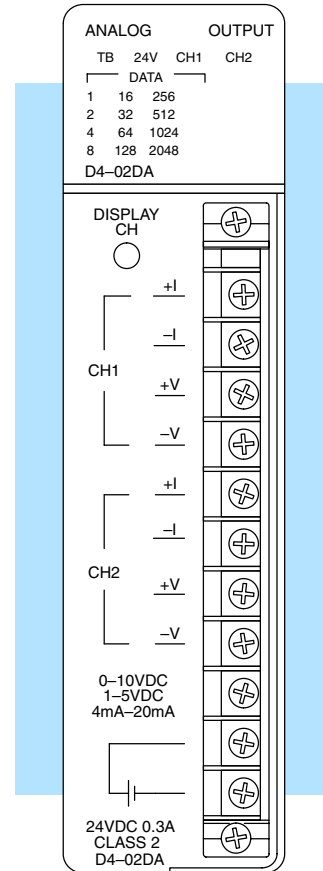 ANALOG OUTPUT
TB 24V CH1 CH2
DATA
1 16 256
2 32 512
4 64 1024
8 128 2048
D4–02DA
DISPLAY
CH
+I
–I
CH1
+V
–V
+I
–I
CH2
+V
–V
0–10VDC
1–5VDC
4mA–20mA
24VDC 0.3A
CLASS 2
D4–02DA